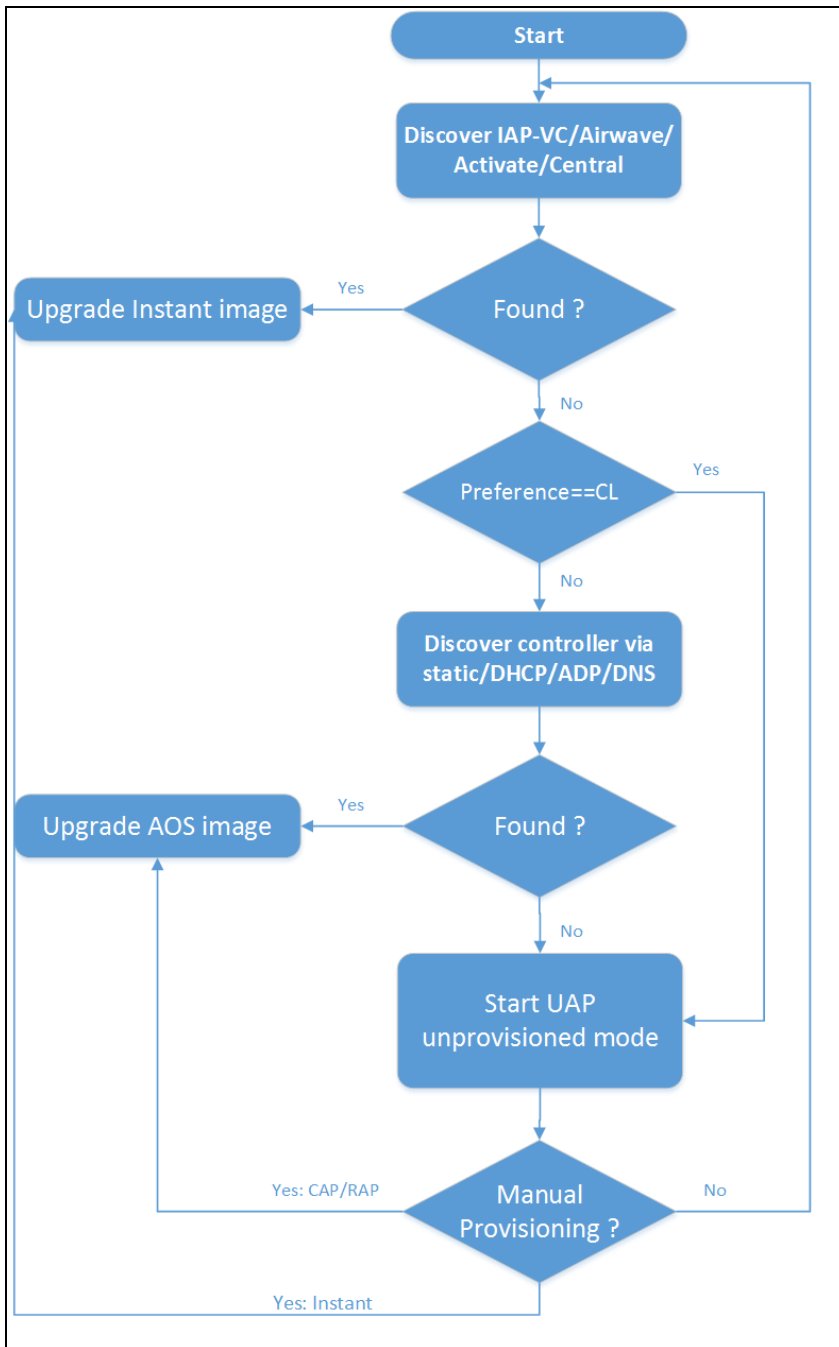 Start
Discover IAP-VC/Airwave/
Activate/Central
Found ?
Yes
Upgrade Instant image
No
Preference==CL
Yes
No
Discover controller via
static/DHCP/ADP/DNS
Found ?
Yes
Upgrade AOS image
No
Start UAP
unprovisioned mode
Manual
Provisioning ?
Yes: CAP/RAP
No
Yes: Instant